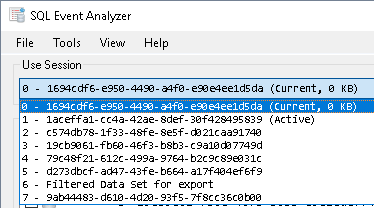 SQL Event Analyzer
File Tools View Help
Use Session
0 - 1694cdf6-e950-4490-a4f0-e90e4ee1d5da (Current, 0 KB)
0 - 1694cdf6-e950-4490-a4f0-e90e4ee1d5da (Current, 0 KB)
1 - 1aceffa1-cc4a-42ae-8def-30f428495839 (Active)
2 - c574db78-1f33-48fe-8e5f-d021caa91740
3 - 19cb9061-fb60-46f3-b8b3-c9a10d07749d
4 - 79c48f21-612c-499a-9764-b2c9c89e031c
5 - d273bbcf-ad47-43fe-b664-a17f404ef6f9
6 - Filtered Data Set for export
7 - 9ab44483-d610-4d20-93f5-7f8cc36c0b00